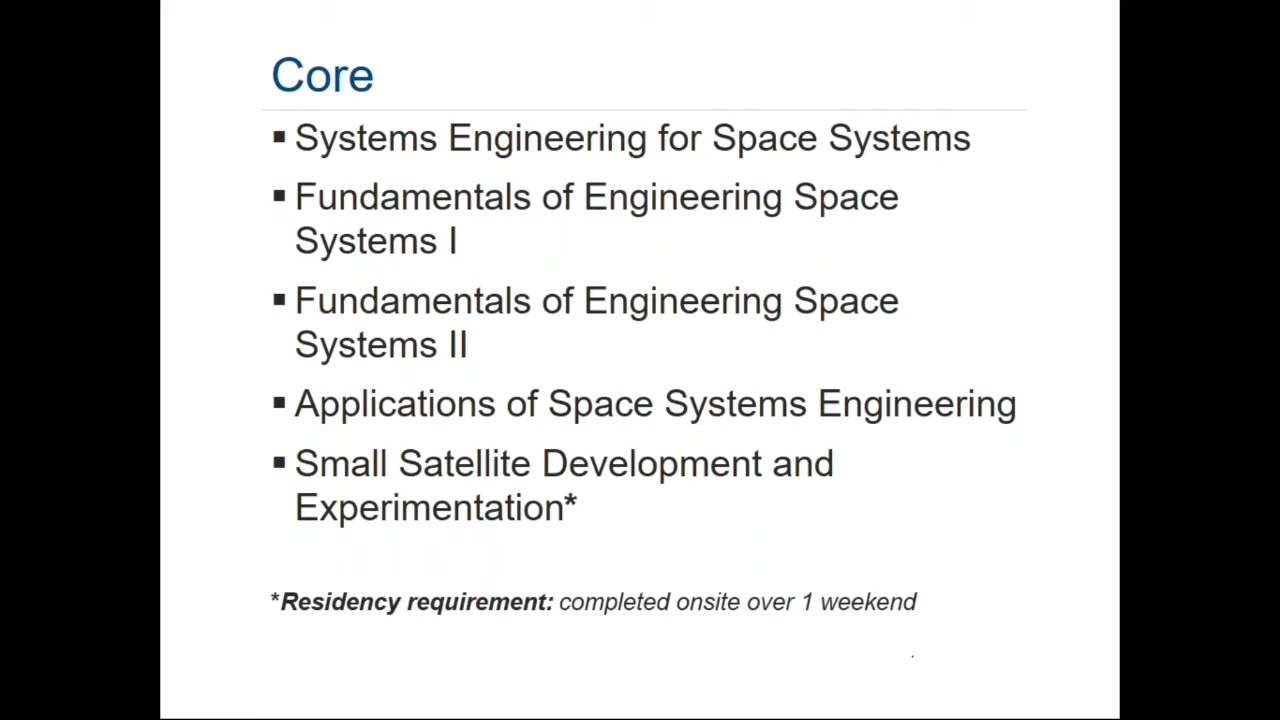 Core
▪ Systems Engineering for Space Systems
▪ Fundamentals of Engineering Space
Systems I
▪ Fundamentals of Engineering Space
Systems II
▪ Applications of Space Systems Engineering
▪ Small Satellite Development and
Experimentation*
*Residency requirement: completed onsite over 1 weekend